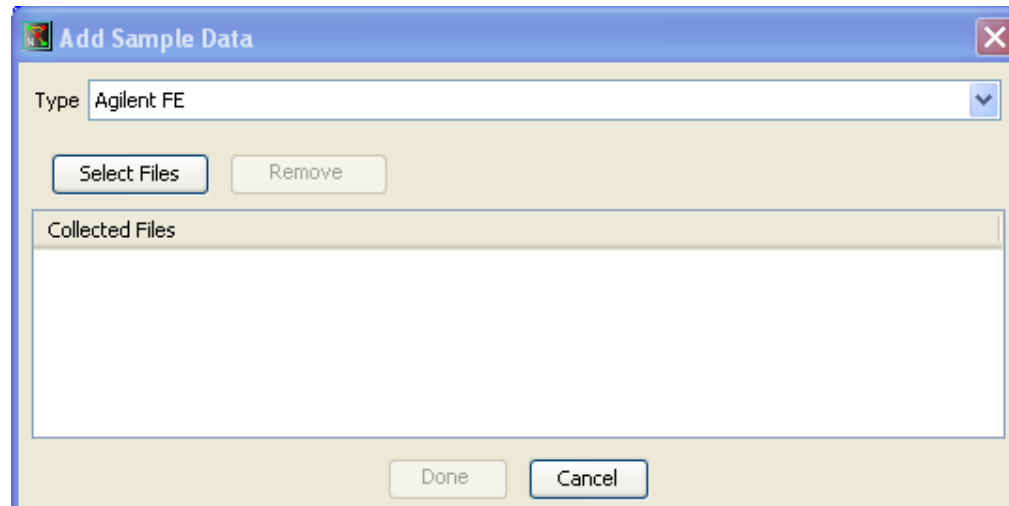 Add Sample Data
Type Agilent FE
Select Files Remove
Collected Files
Done Cancel